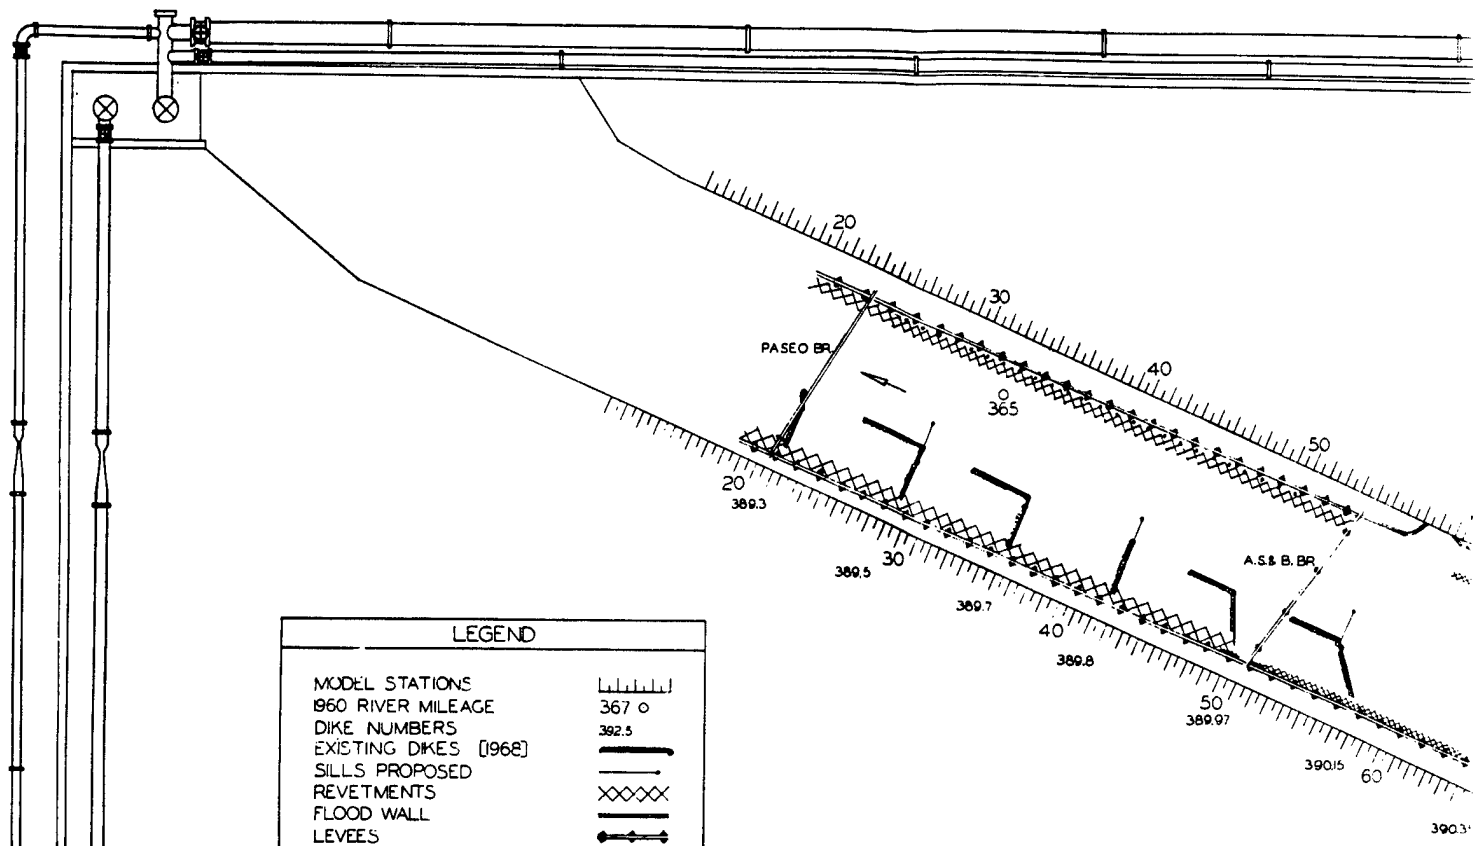 20
30
PASEO BR.
40
365
50
20
389.3
A.S.& B. BR.
30
389.5
389.7
40
LEGEND
389.8
MODEL STATIONS
50
1960 RIVER MILEAGE 367
389.97
DIKE NUMBERS 392.5
EXISTING DIKES [1968]
390.15
60
SILLS PROPOSED
REVETMENTS
FLOOD WALL
LEVEES